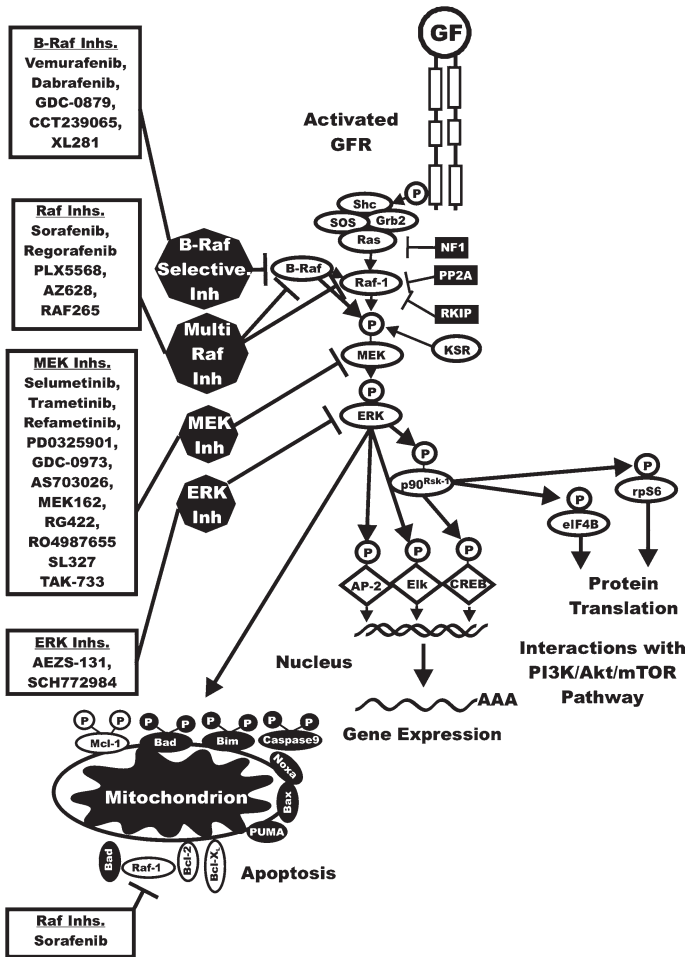 GF
B-Raf Inhs.
Vemurafenib,
Dabrafenib,
GDC-0879,
CCT239065,
XL281
Activated
GFR
P
Shc
SOS
Grb2
Ras
NF1
Raf Inhs.
Sorafenib,
Regorafenib
PLX5568,
AZ628,
RAF265
B-Raf
Selective.
Inh
B-Raf
Raf-1
PP2A
RKIP
P
KSR
Multi
Raf
Inh
MEK
P
ERK
MEK Inhs.
Selumetinib,
Trametinib,
Refametinib,
PD0325901,
GDC-0973,
AS703026,
MEK162,
RG422,
RO4987655
SL327
TAK-733
MEK
Inh
ERK
Inh
P
p90Rsk-1
P
rpS6
P
eIF4B
P
P
P
AP-2
Elk
CREB
Protein
Translation
ERK Inhs.
AEZS-131,
SCH772984
Nucleus
Interactions with
PI3K/Akt/mTOR
Pathway
AAA
Gene Expression
P P P P P P P P
Mcl-1
Bad
Bim
Caspase9
Noxa
Bax
PUMA
Mitochondrion
Bad
Raf-1
Bcl-2
Bcl-XL
Apoptosis
Raf Inhs.
Sorafenib